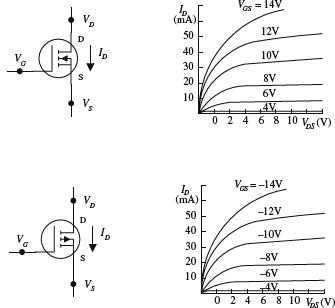 V_D
D
I_D
V_G
S
V_S
I_D
(mA)
V_GS = 14V
12V
10V
8V
6V
4V
50
40
30
20
10
0 2 4 6 8 10 V_DS (V)
V_D
D
I_D
V_G
S
V_S
I_D
(mA)
V_GS = –14V
–12V
–10V
–8V
–6V
–4V
50
40
30
20
10
0 2 4 6 8 10 V_DS (V)